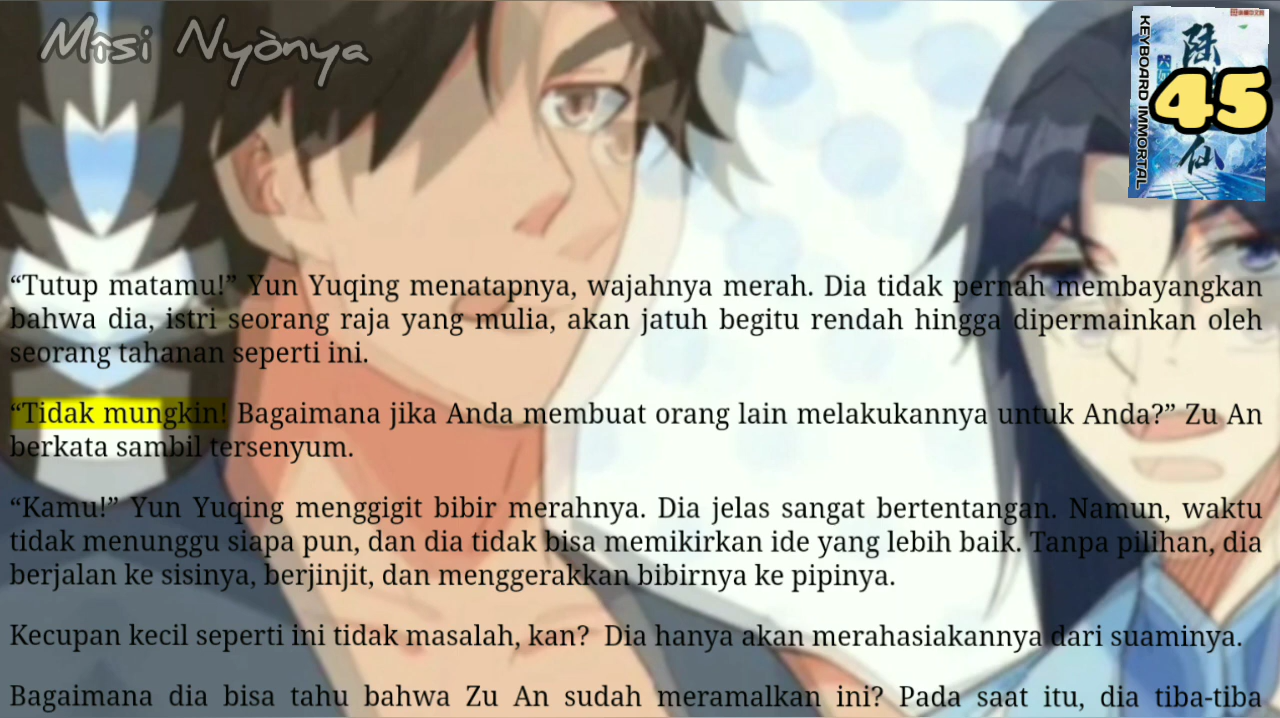 Mîsi Nyònya
KEYBOARD IMMORTAL
陆
仙
45
“Tutup matamu!” Yun Yuqing menatapnya, wajahnya merah. Dia tidak pernah membayangkan
bahwa dia, istri seorang raja yang mulia, akan jatuh begitu rendah hingga dipermainkan oleh
seorang tahanan seperti ini.
“Tidak mungkin! Bagaimana jika Anda membuat orang lain melakukannya untuk Anda?” Zu An
berkata sambil tersenyum.
“Kamu!” Yun Yuqing menggigit bibir merahnya. Dia jelas sangat bertentangan. Namun, waktu
tidak menunggu siapa pun, dan dia tidak bisa memikirkan ide yang lebih baik. Tanpa pilihan, dia
berjalan ke sisinya, berjinjit, dan menggerakkan bibirnya ke pipinya.
Kecupan kecil seperti ini tidak masalah, kan?  Dia hanya akan merahasiakannya dari suaminya.
Bagaimana dia bisa tahu bahwa Zu An sudah meramalkan ini? Pada saat itu, dia tiba-tiba